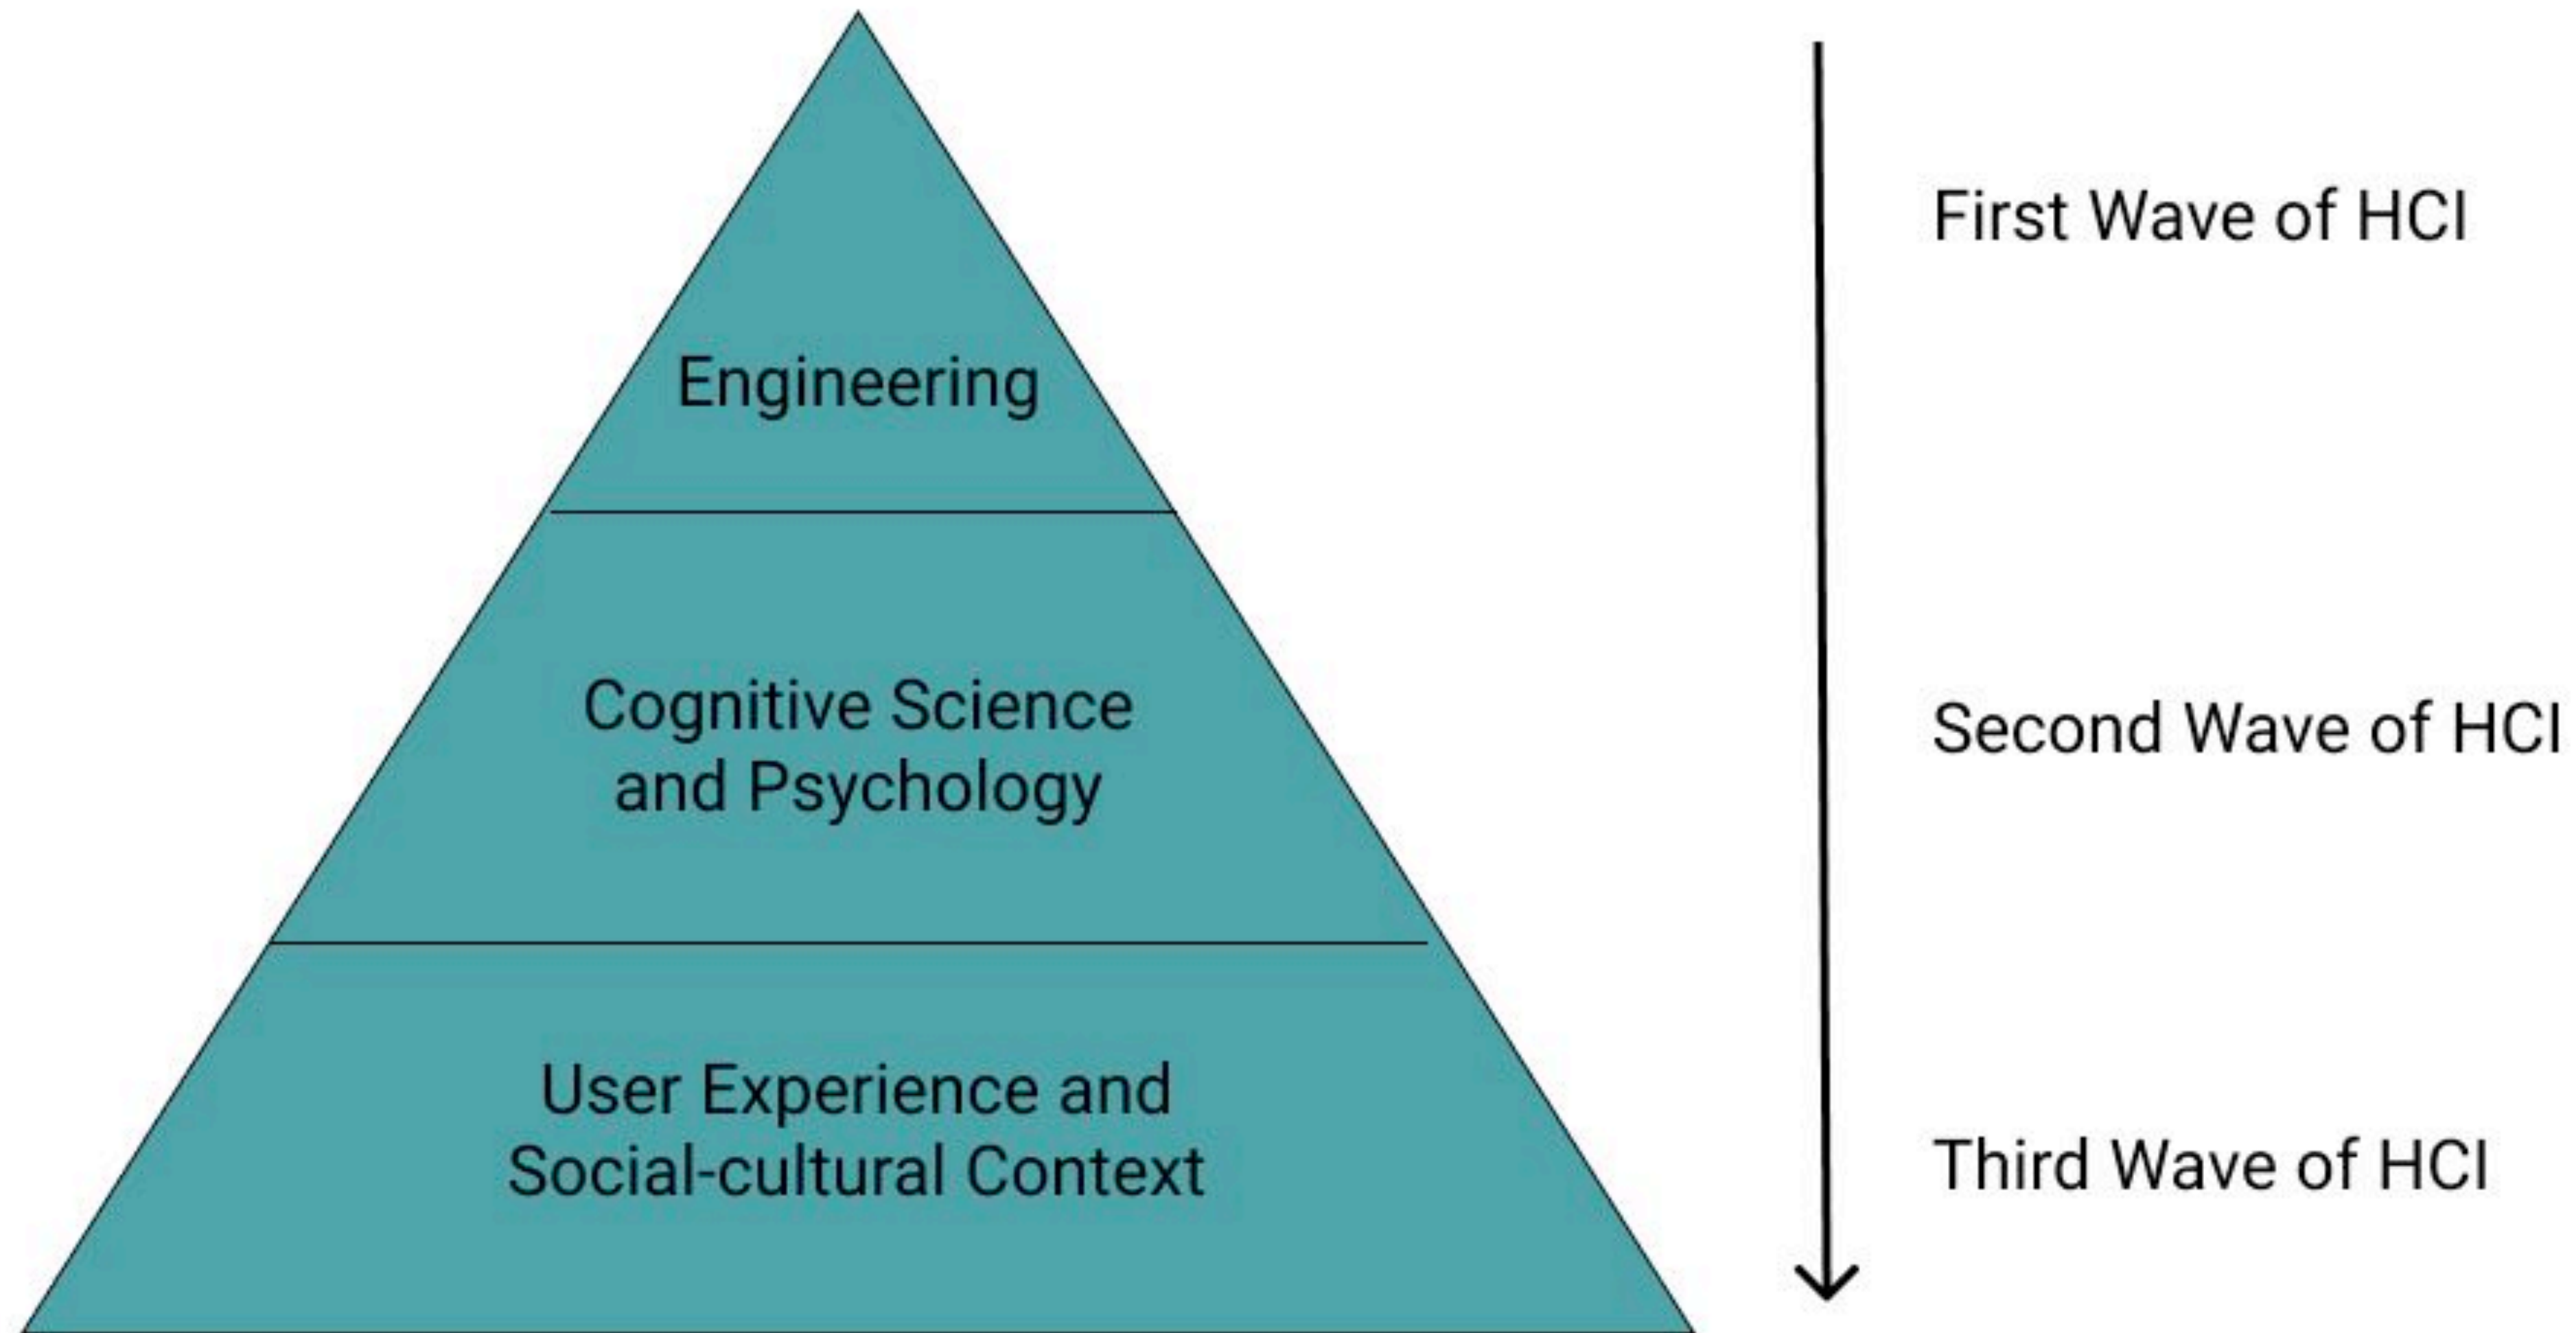 First Wave of HCI
Engineering
Cognitive Science
and Psychology
Second Wave of HCI
User Experience and
Social-cultural Context
Third Wave of HCI